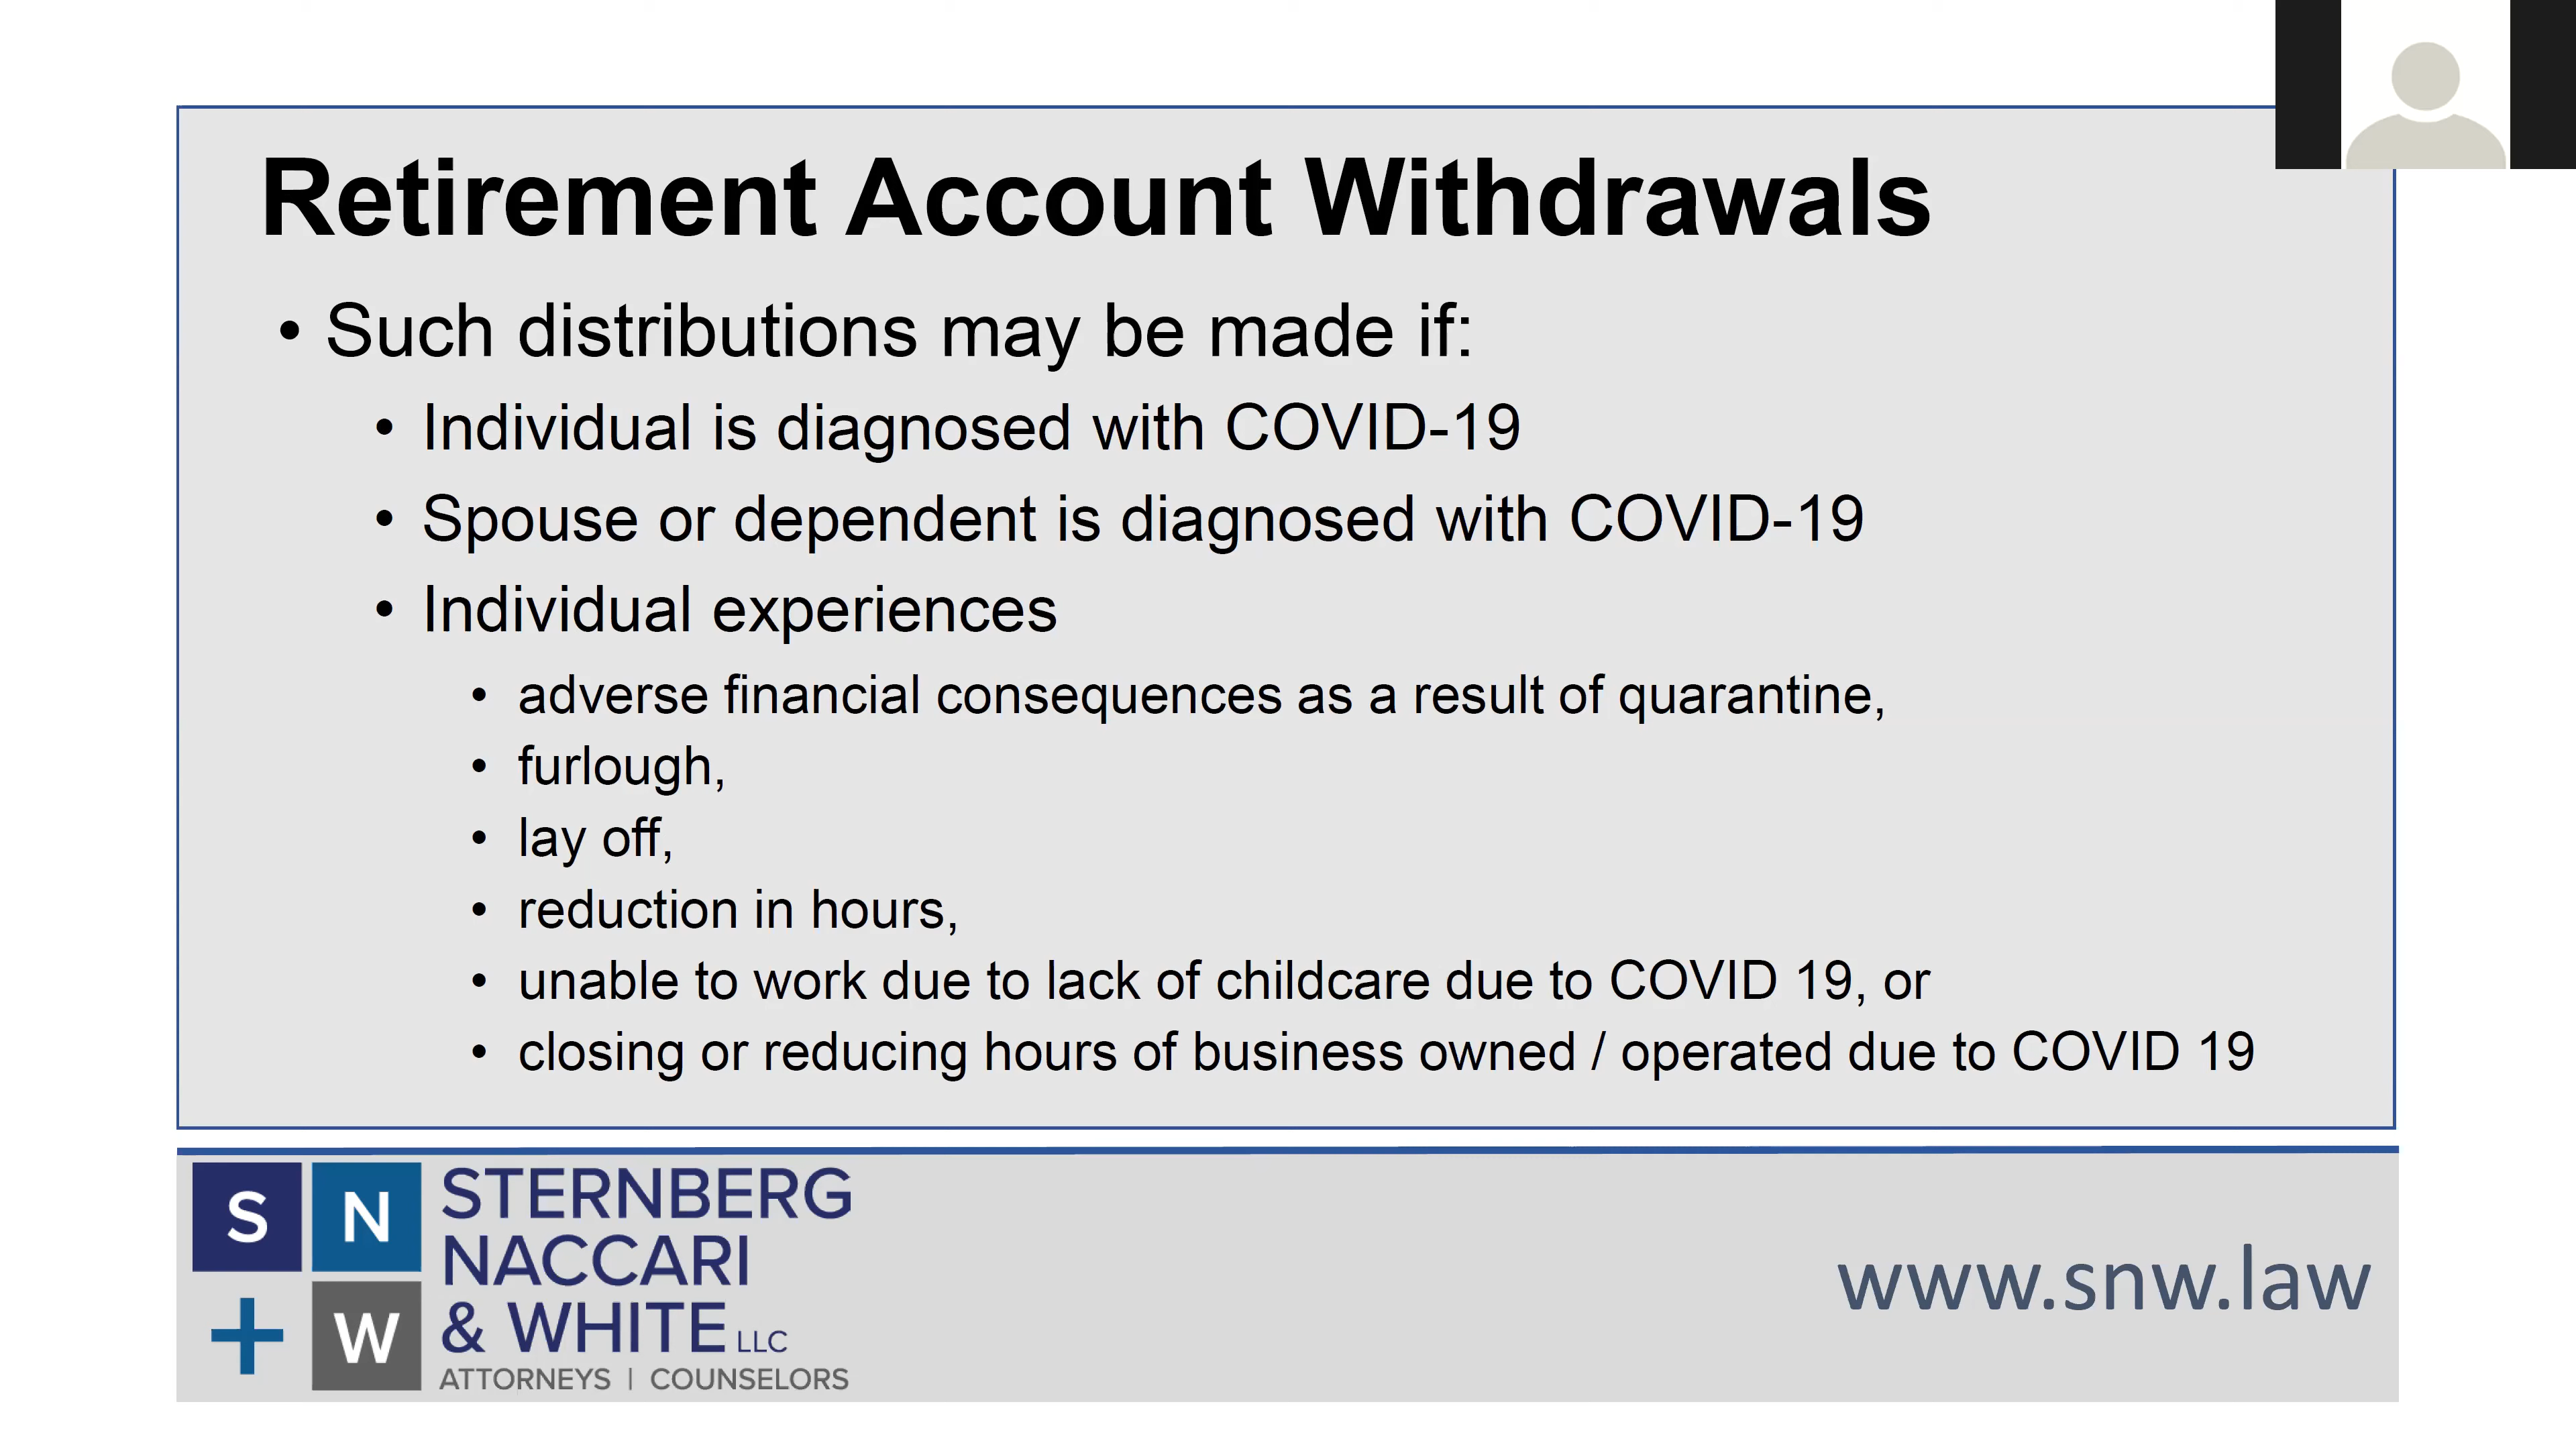 Retirement Account Withdrawals
• Such distributions may be made if:
• Individual is diagnosed with COVID-19
• Spouse or dependent is diagnosed with COVID-19
• Individual experiences
• adverse financial consequences as a result of quarantine,
• furlough,
• lay off,
• reduction in hours,
• unable to work due to lack of childcare due to COVID 19, or
• closing or reducing hours of business owned / operated due to COVID 19
S N
+ W
STERNBERG
NACCARI
& WHITE LLC
ATTORNEYS | COUNSELORS
www.snw.law